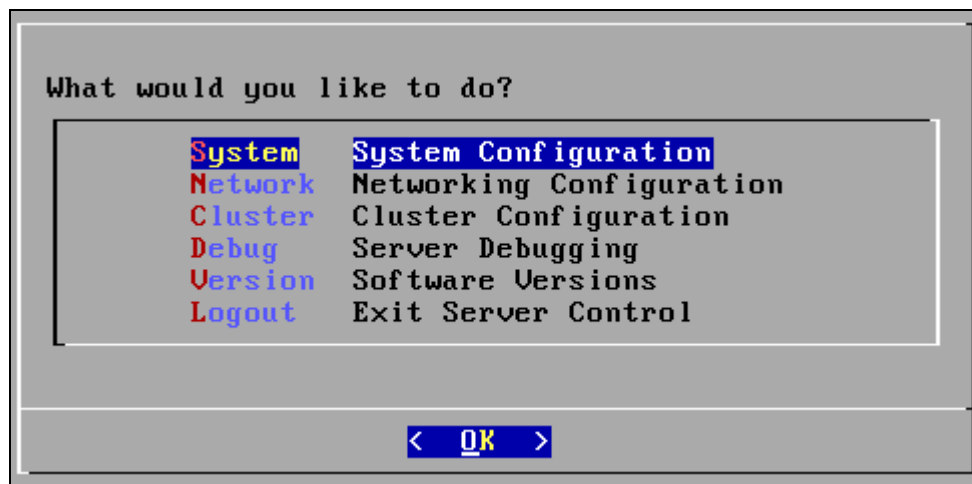 What would you like to do?
System System Configuration
Network Networking Configuration
Cluster Cluster Configuration
Debug Server Debugging
Version Software Versions
Logout Exit Server Control
< OK >